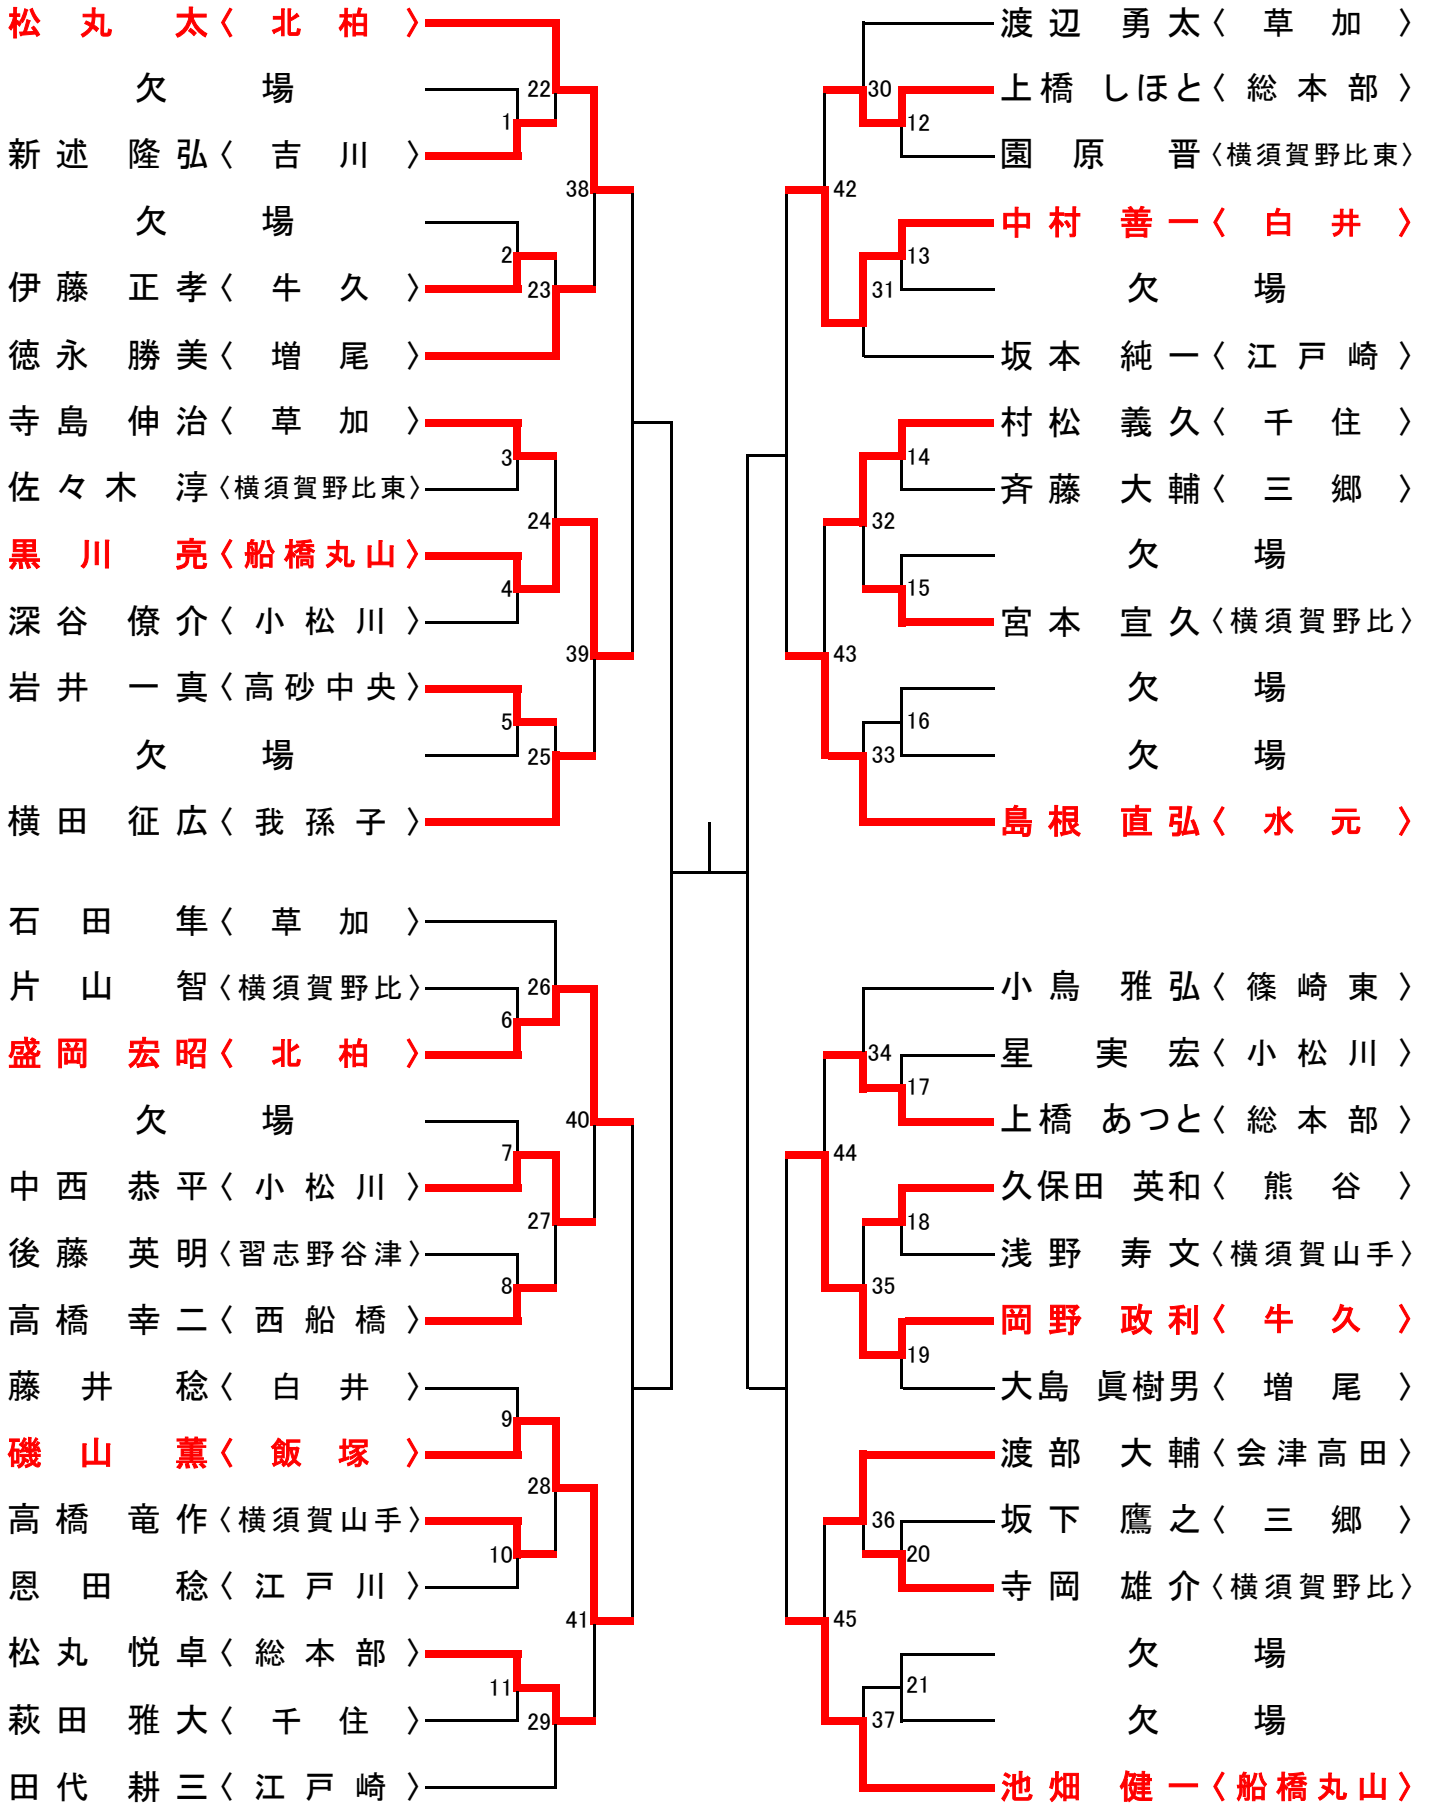 松丸 太〈北柏〉
欠場
新述 隆弘〈吉川〉
欠場
伊藤 正孝〈牛久〉
徳永 勝美〈増尾〉
寺島 伸治〈草加〉
佐々木 淳〈横須賀野比東〉
黒川 亮〈船橋丸山〉
深谷 僚介〈小松川〉
岩井 一真〈高砂中央〉
欠場
横田 征広〈我孫子〉
石田 隼〈草加〉
片山 智〈横須賀野比〉
盛岡 宏昭〈北柏〉
欠場
中西 恭平〈小松川〉
後藤 英明〈習志野谷津〉
高橋 幸二〈西船橋〉
藤井 稔〈白井〉
磯山 薫〈飯塚〉
高橋 竜作〈横須賀山手〉
恩田 稔〈江戸川〉
松丸 悦卓〈総本部〉
萩田 雅大〈千住〉
田代 耕三〈江戸崎〉
1
2
3
4
5
6
7
8
9
10
11
22
23
24
25
26
27
28
29
38
39
40
41
42
43
44
45
30
31
32
33
34
35
36
37
12
13
14
15
16
17
18
19
20
21
渡辺 勇太〈草加〉
上橋 しほと〈総本部〉
園原 晋〈横須賀野比東〉
中村 善一〈白井〉
欠場
坂本 純一〈江戸崎〉
村松 義久〈千住〉
斉藤 大輔〈三郷〉
欠場
宮本 宣久〈横須賀野比〉
欠場
欠場
島根 直弘〈水元〉
小鳥 雅弘〈篠崎東〉
星 実宏〈小松川〉
上橋 あつと〈総本部〉
久保田 英和〈熊谷〉
浅野 寿文〈横須賀山手〉
岡野 政利〈牛久〉
大島 眞樹男〈増尾〉
渡部 大輔〈会津高田〉
坂下 鷹之〈三郷〉
寺岡 雄介〈横須賀野比〉
欠場
欠場
池畑 健一〈船橋丸山〉